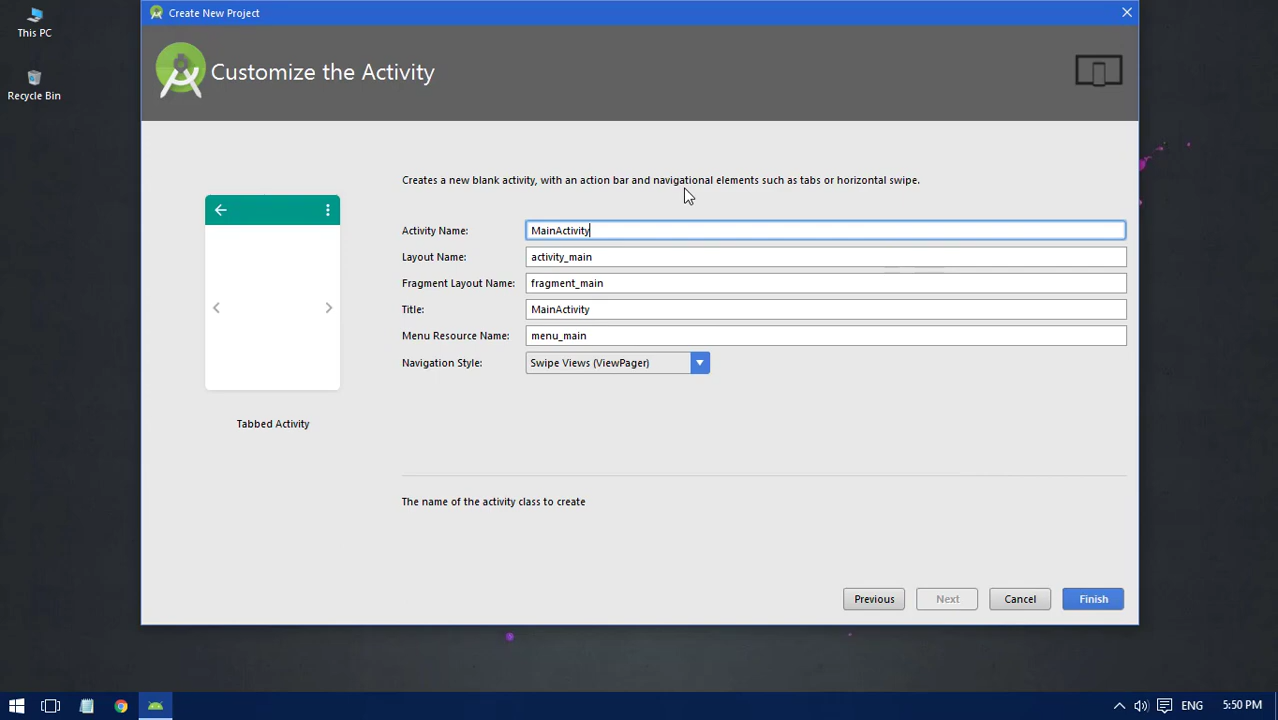 This PC
Recycle Bin
Create New Project
Customize the Activity
Creates a new blank activity, with an action bar and navigational elements such as tabs or horizontal swipe.
Activity Name: MainActivity
Layout Name: activity_main
Fragment Layout Name: fragment_main
Title: MainActivity
Menu Resource Name: menu_main
Navigation Style: Swipe Views (ViewPager)
Tabbed Activity
The name of the activity class to create
Previous Next Cancel Finish
ENG 5:50 PM